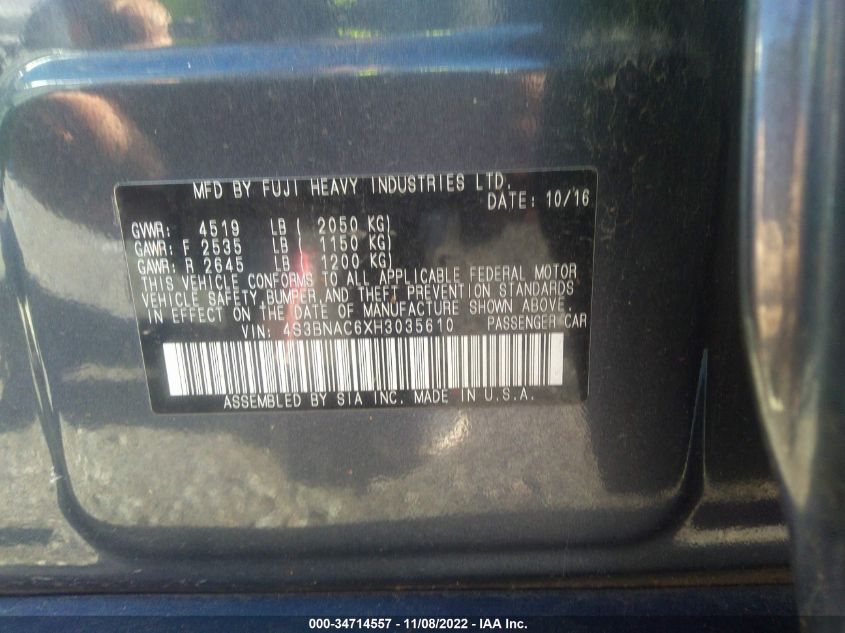 MFD BY FUJI HEAVY INDUSTRIES LTD.
DATE: 10/16
GVWR: 4519 LB ( 2050 KG)
GAWR: F 2535 LB ( 1150 KG)
GAWR: R 2645 LB ( 1200 KG)
THIS VEHICLE CONFORMS TO ALL APPLICABLE FEDERAL MOTOR
VEHICLE SAFETY, BUMPER, AND THEFT PREVENTION STANDARDS
IN EFFECT ON THE DATE OF MANUFACTURE SHOWN ABOVE.
VIN: 4S3BNAC6XH3035610 PASSENGER CAR
ASSEMBLED BY SIA INC. MADE IN U.S.A.
000-34714557 - 11/08/2022 - IAA Inc.